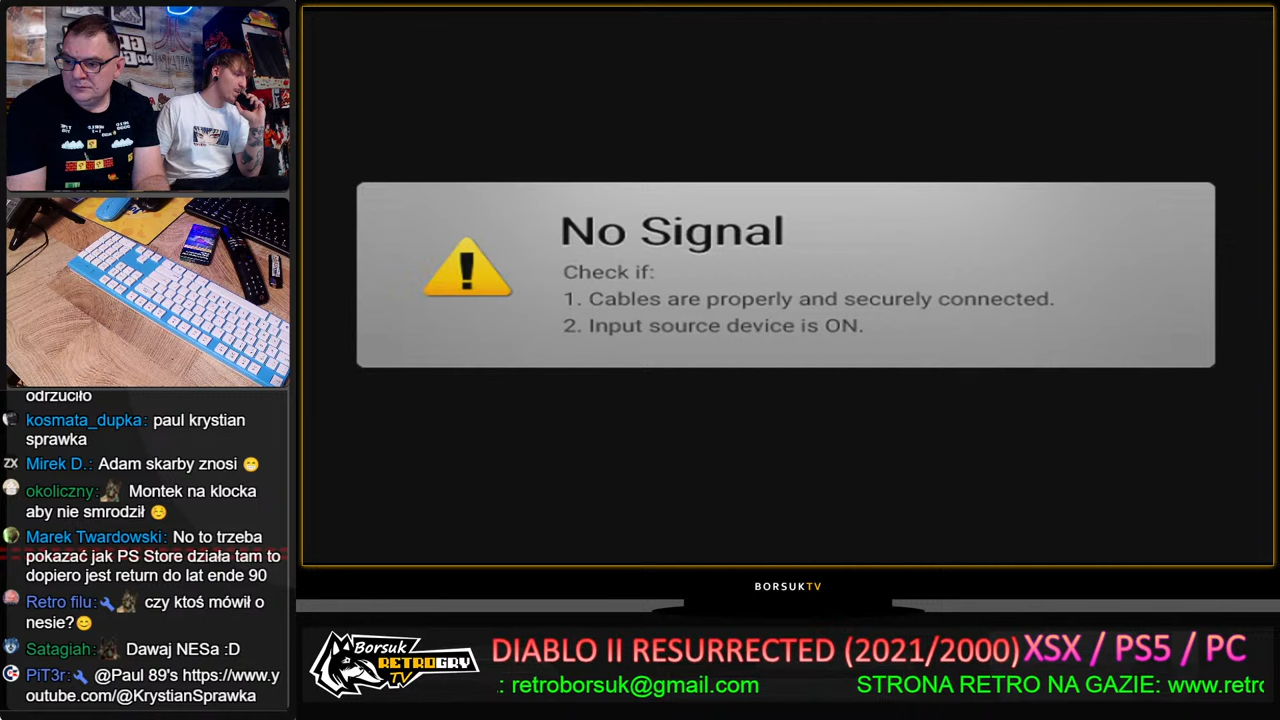 No Signal
Check if:
1. Cables are properly and securely connected.
2. Input source device is ON.
odrzuciło
kosmata_dupka: paul krystian
sprawka
Mirek D.: Adam skarby znosi 😁
okoliczny: Montek na klocka
aby nie smrodził ☺️
Marek Twardowski: No to trzeba
pokazać jak PS Store działa tam to
dopiero jest return do lat ende 90
Retro filu: czy ktoś mówił o
nesie?😊
Satagiah: Dawaj NESa :D
PiT3r: @Paul 89's https://www.y
outube.com/@KrystianSprawka
BORSUKTV
Borsuk
RETROGRY
TV
DIABLO II RESURRECTED (2021/2000) XSX / PS5 / PC
: retroborsuk@gmail.com STRONA RETRO NA GAZIE: www.retro